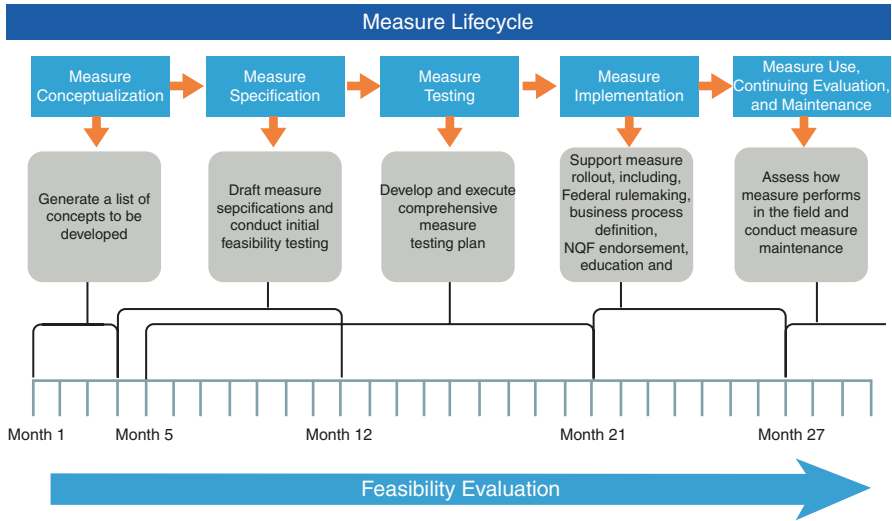 Measure Lifecycle
Measure
Conceptualization
Measure
Specification
Measure
Testing
Measure
Implementation
Measure Use,
Continuing Evaluation,
and Maintenance
Generate a list of
concepts to be
developed
Draft measure
sepcifications and
conduct initial
feasibility testing
Develop and execute
comprehensive
measure
testing plan
Support measure
rollout, including,
Federal rulemaking,
business process
definition,
NQF endorsement,
education and
Assess how
measure performs
in the field and
conduct measure
maintenance
Month 1
Month 5
Month 12
Month 21
Month 27
Feasibility Evaluation